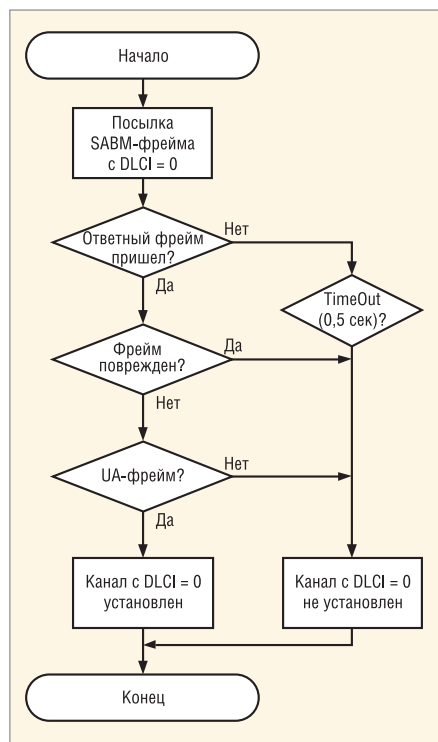 Начало
Посылка
SABM-фрейма
с DLCI = 0
Ответный фрейм
пришел?
Нет
Да
TimeOut
(0,5 сек)?
Фрейм
поврежден?
Да
Нет
UA-фрейм?
Нет
Да
Канал с DLCI = 0
установлен
Канал с DLCI = 0
не установлен
Конец